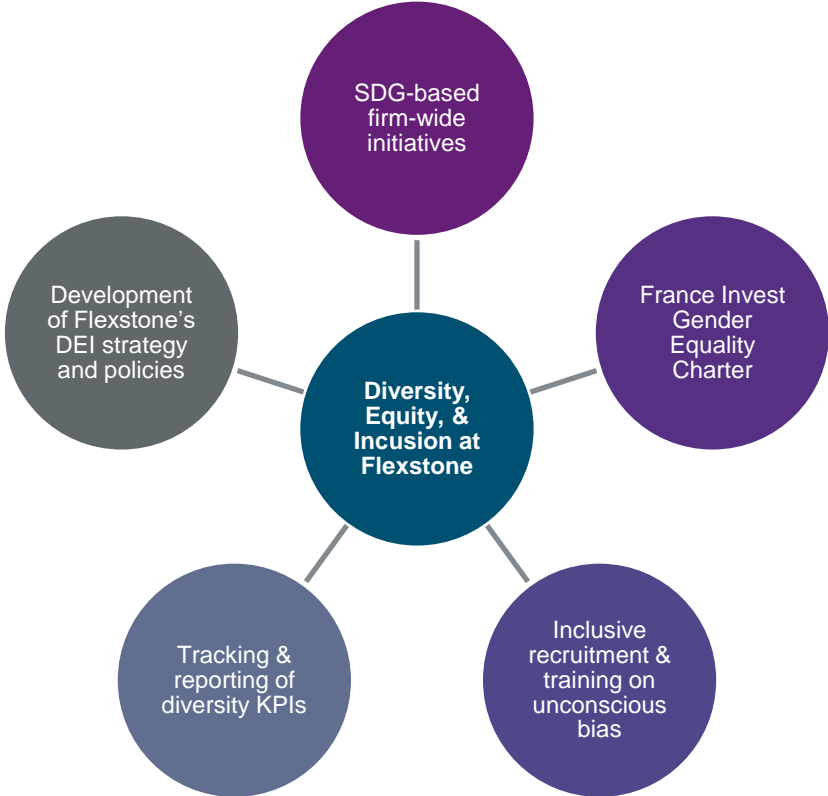 SDG-based
firm-wide
initiatives
Development
of Flexstone's
DEI strategy
and policies
France Invest
Gender
Equality
Charter
Diversity,
Equity, &
Incusion at
Flexstone
Tracking &
reporting of
diversity KPIs
Inclusive
recruitment &
training on
unconscious
bias